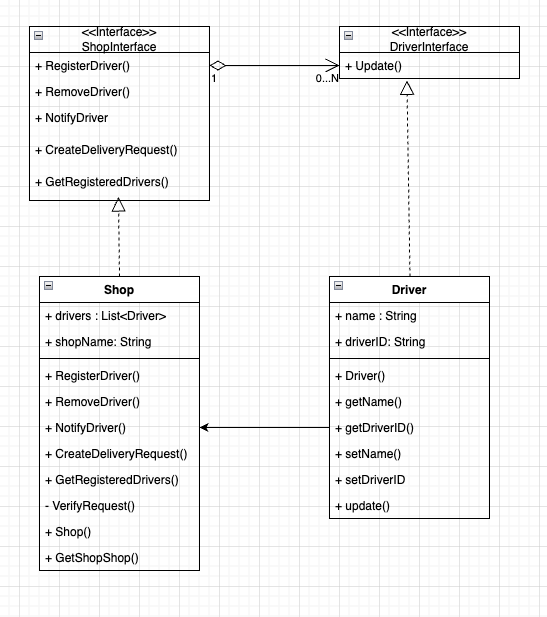 <<Interface>>
ShopInterface
+ RegisterDriver()
+ RemoveDriver()
+ NotifyDriver
+ CreateDeliveryRequest()
+ GetRegisteredDrivers()
1
0...N
<<Interface>>
DriverInterface
+ Update()
Shop
+ drivers : List<Driver>
+ shopName: String
+ RegisterDriver()
+ RemoveDriver()
+ NotifyDriver()
+ CreateDeliveryRequest()
+ GetRegisteredDrivers()
- VerifyRequest()
+ Shop()
+ GetShopShop()
Driver
+ name : String
+ driverID: String
+ Driver()
+ getName()
+ getDriverID()
+ setName()
+ setDriverID
+ update()